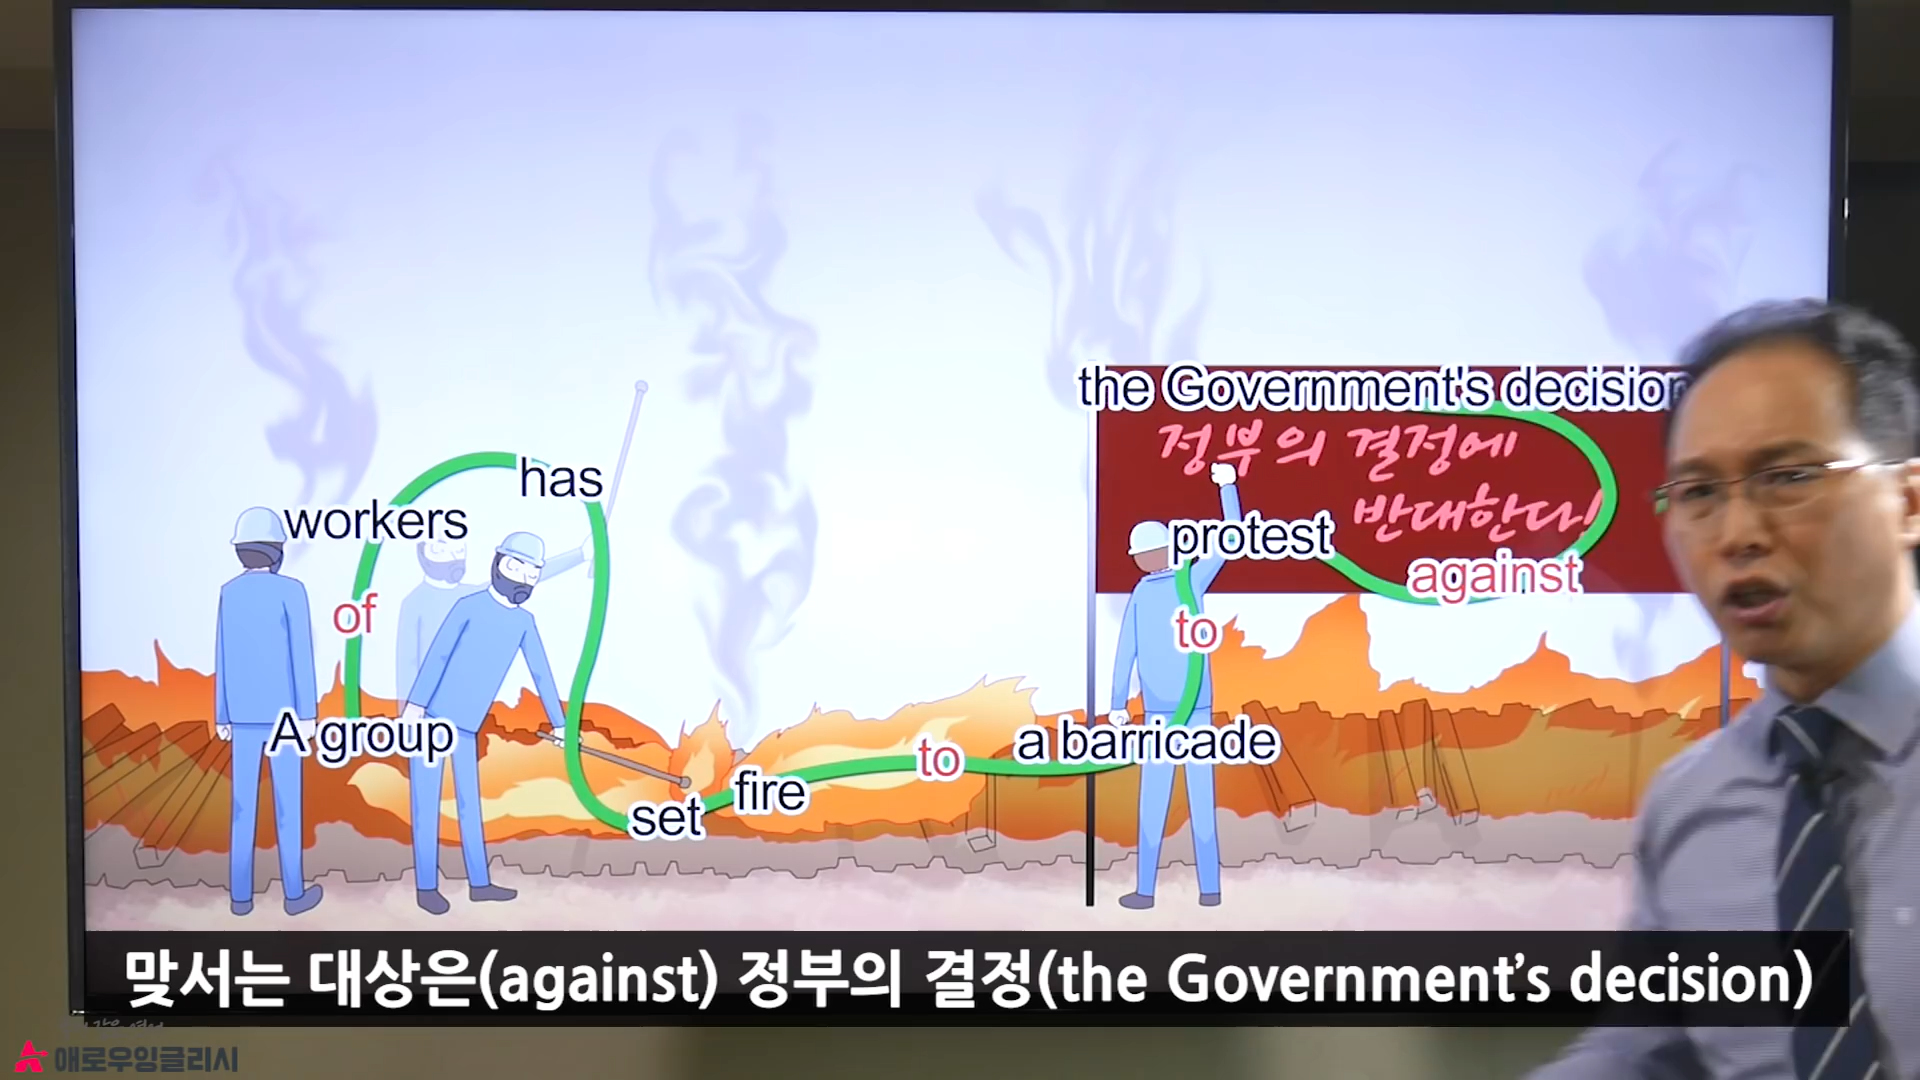 the Government's decision
정부의 결정에
반대한다!
has
workers
protest
against
of
to
A group
a barricade
to
fire
set
맞서는 대상은(against) 정부의 결정(the Government’s decision)
애로우잉글리시